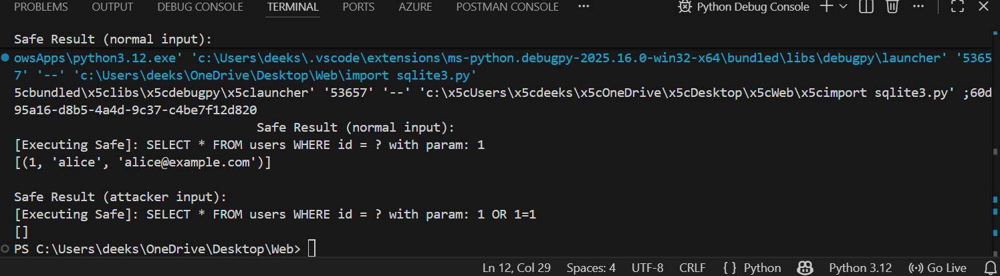 PROBLEMS OUTPUT DEBUG CONSOLE TERMINAL PORTS AZURE POSTMAN CONSOLE ··· Python Debug Console ···
Safe Result (normal input):
owsApps\python3.12.exe' 'c:\Users\deeks\.vscode\extensions\ms-python.debugpy-2025.16.0-win32-x64\bundled\libs\debugpy\launcher' '5365
7' '--' 'c:\Users\deeks\OneDrive\Desktop\Web\import sqlite3.py'
5cbundled\x5clibs\x5cdebugpy\x5clauncher' '53657' '--' 'c:\x5cUsers\x5cdeeks\x5cOneDrive\x5cDesktop\x5cWeb\x5cimport sqlite3.py' ;60d
95a16-d8b5-4a4d-9c37-c4be7f12d820
Safe Result (normal input):
[Executing Safe]: SELECT * FROM users WHERE id = ? with param: 1
[(1, 'alice', 'alice@example.com')]
Safe Result (attacker input):
[Executing Safe]: SELECT * FROM users WHERE id = ? with param: 1 OR 1=1
[]
PS C:\Users\deeks\OneDrive\Desktop\Web>
Ln 12, Col 29 Spaces: 4 UTF-8 CRLF { } Python Python 3.12 Go Live